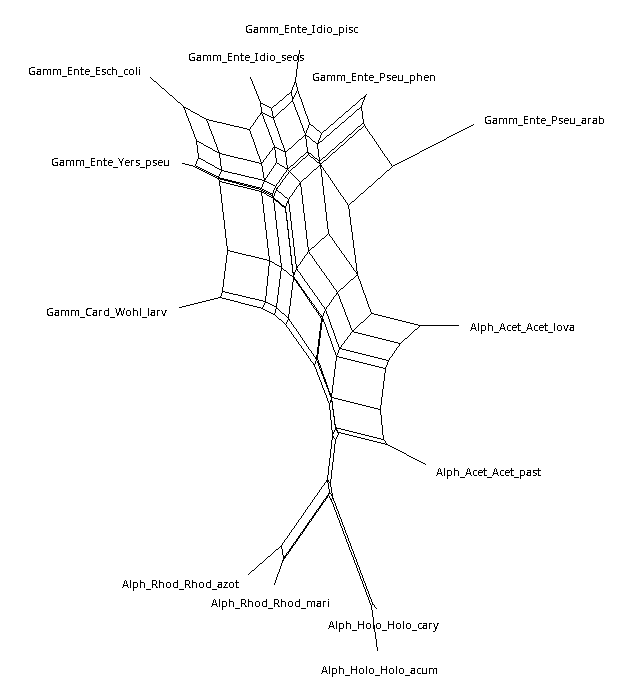 Gamm_Ente_Idio_pisc
Gamm_Ente_Idio_seos
Gamm_Ente_Esch_coli
Gamm_Ente_Pseu_phen
Gamm_Ente_Pseu_arab
Gamm_Ente_Yers_pseu
Gamm_Card_Wohl_larv
Alph_Acet_Acet_lova
Alph_Acet_Acet_past
Alph_Rhod_Rhod_azot
Alph_Rhod_Rhod_mari
Alph_Holo_Holo_cary
Alph_Holo_Holo_acum